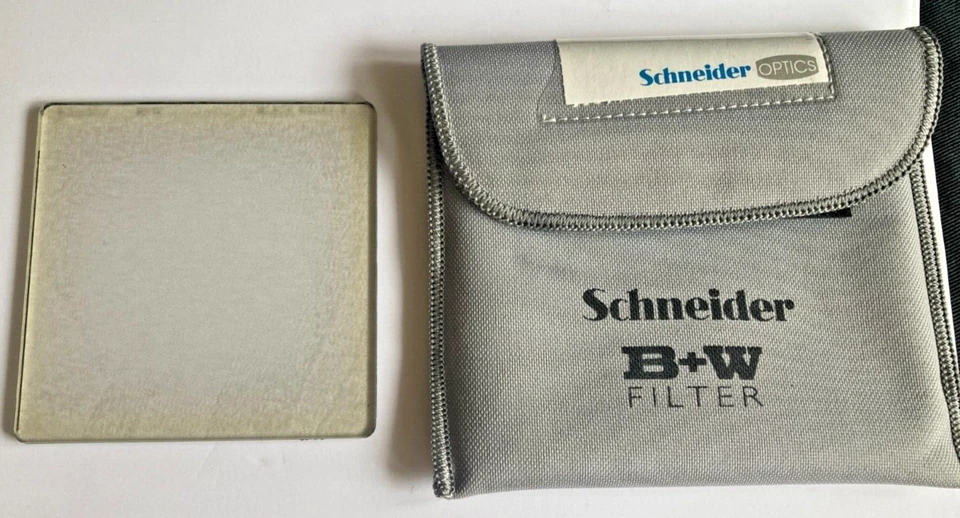 Schneider OPTICS
Schneider
B+W
FILTER